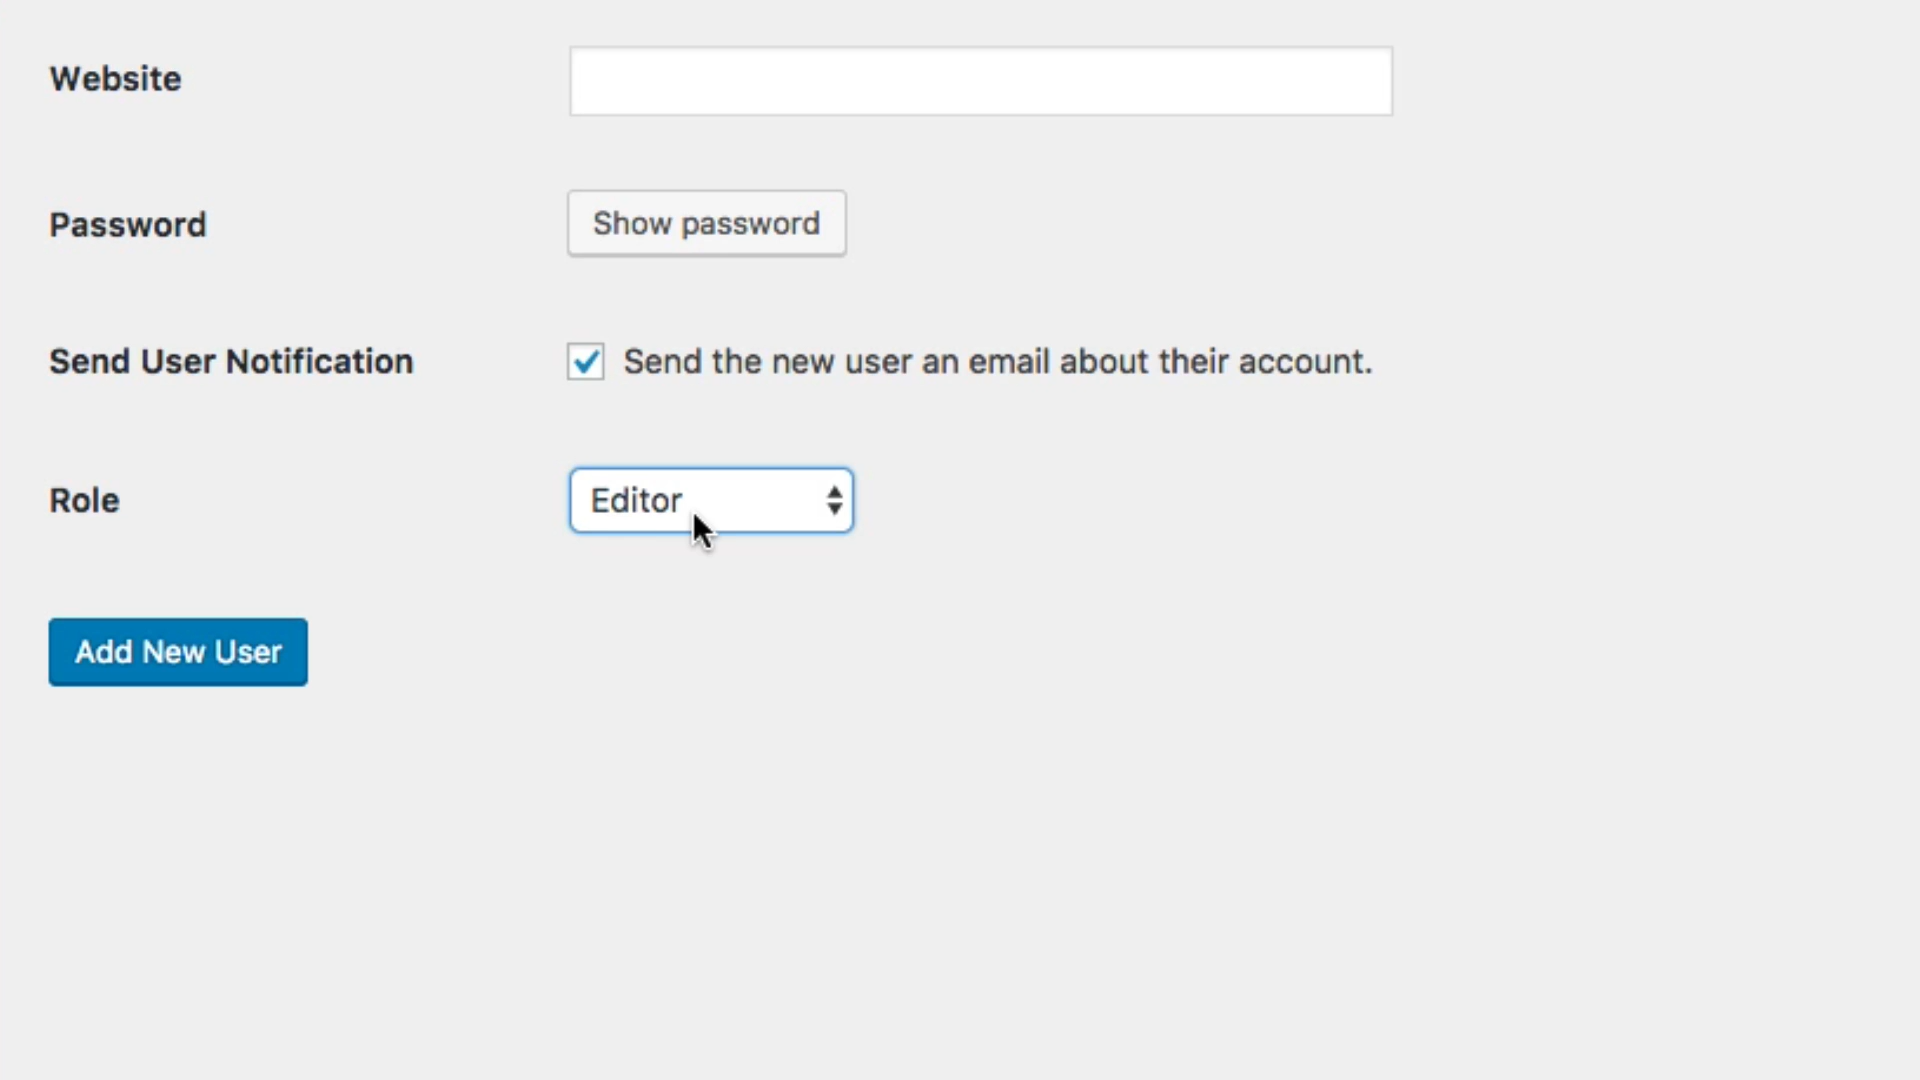 Website
Password
Show password
Send User Notification
Send the new user an email about their account.
Role
Editor
Add New User